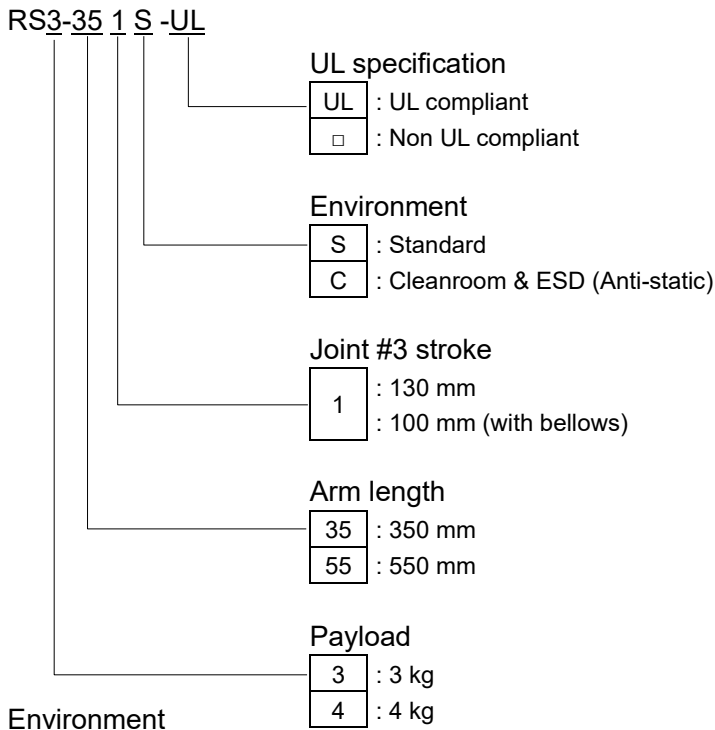 RS3-35 1 S -UL
UL specification
UL : UL compliant
□ : Non UL compliant
Environment
S : Standard
C : Cleanroom & ESD (Anti-static)
Joint #3 stroke
1 : 130 mm
: 100 mm (with bellows)
Arm length
35 : 350 mm
55 : 550 mm
Payload
3 : 3 kg
4 : 4 kg
Environment